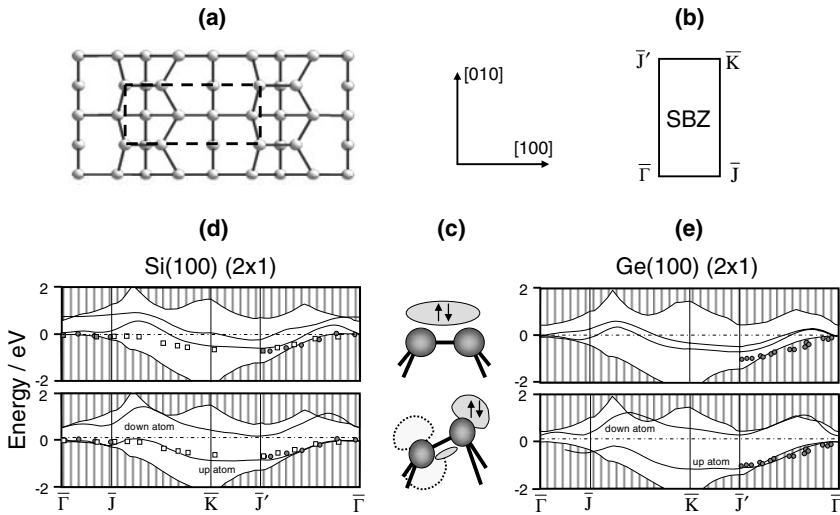 (a)
(b)
[010]
[100]
J̅′
K̅
SBZ
Γ̅
J̅
(d)
(c)
(e)
Si(100) (2x1)
Ge(100) (2x1)
Energy / eV
2
0
-2
2
0
-2
down atom
up atom
2
0
-2
2
0
-2
down atom
up atom
Γ̅ J̅ K̅ J̅′ Γ̅
Γ̅ J̅ K̅ J̅′ Γ̅